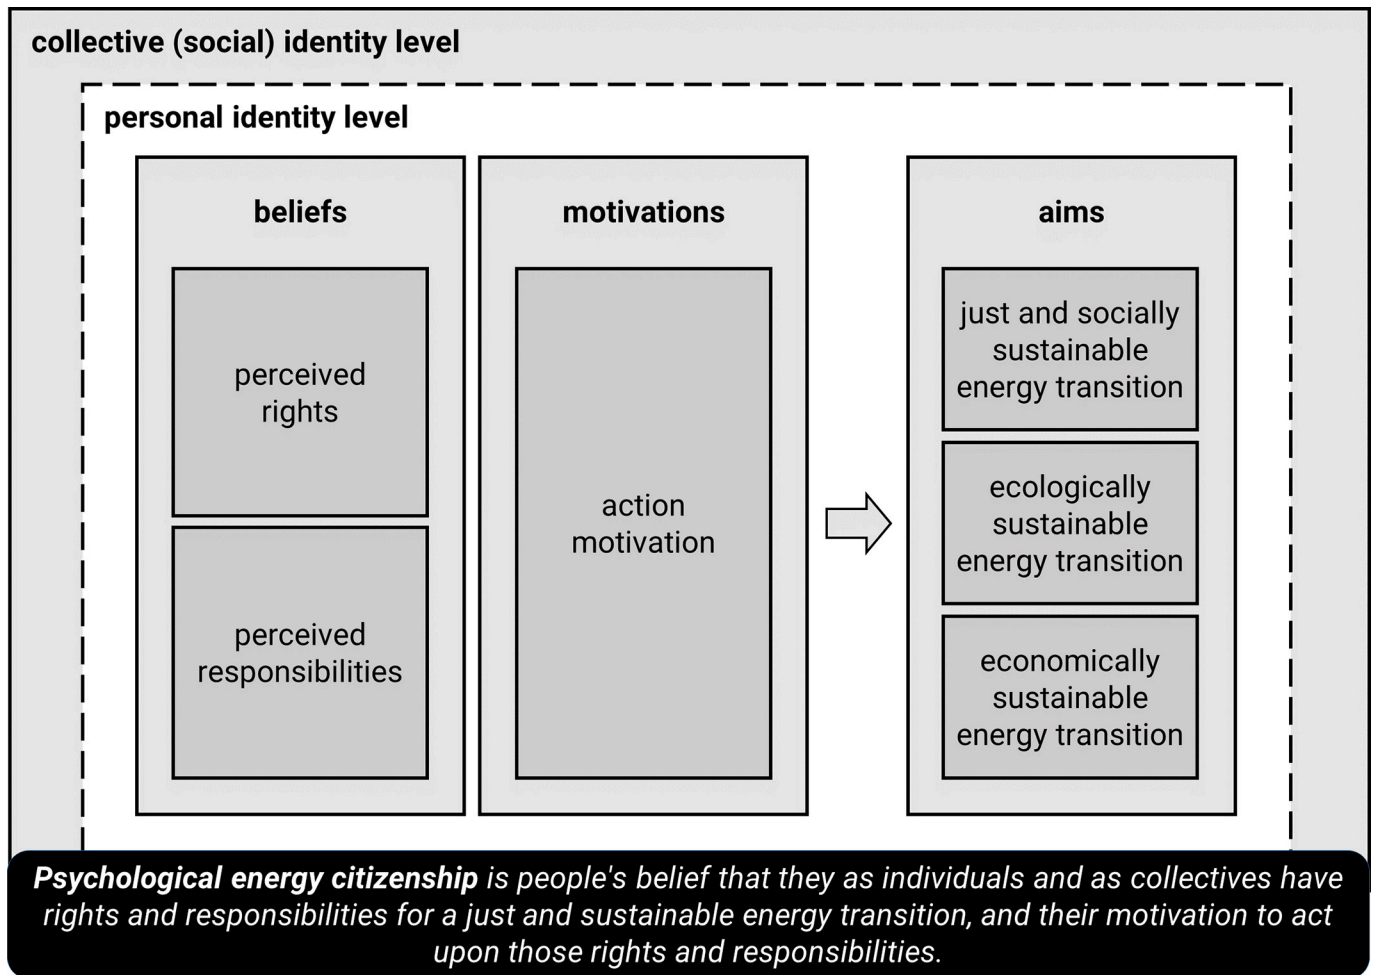 collective (social) identity level
personal identity level
beliefs
perceived
rights
perceived
responsibilities
motivations
action
motivation
aims
just and socially
sustainable
energy transition
ecologically
sustainable
energy transition
economically
sustainable
energy transition
Psychological energy citizenship is people's belief that they as individuals and as collectives have
rights and responsibilities for a just and sustainable energy transition, and their motivation to act
upon those rights and responsibilities.